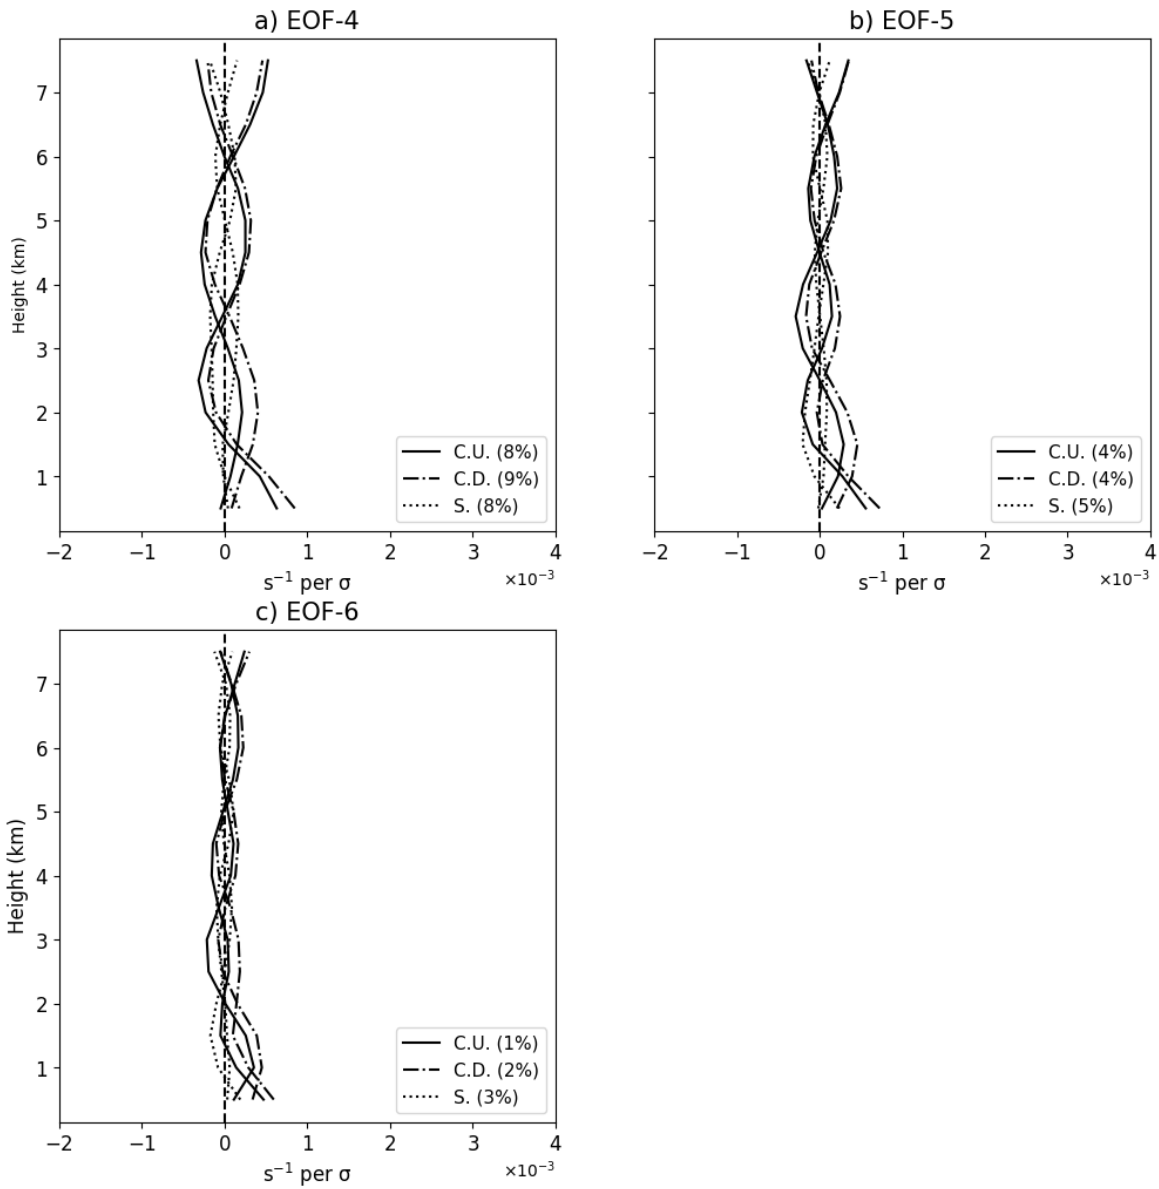 a) EOF-4
Height (km)
7
6
5
4
3
2
1
C.U. (8%)
C.D. (9%)
S. (8%)
−2 −1 0 1 2 3 4
s⁻¹ per σ
×10⁻³
b) EOF-5
C.U. (4%)
C.D. (4%)
S. (5%)
−2 −1 0 1 2 3 4
s⁻¹ per σ
×10⁻³
c) EOF-6
Height (km)
7
6
5
4
3
2
1
C.U. (1%)
C.D. (2%)
S. (3%)
−2 −1 0 1 2 3 4
s⁻¹ per σ
×10⁻³